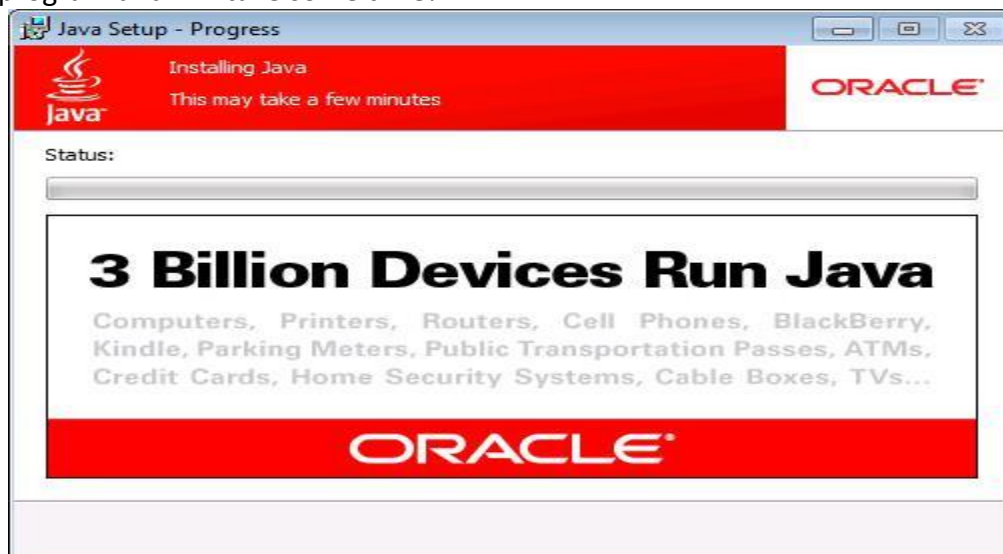 Java Setup - Progress
Installing Java
This may take a few minutes
Java
ORACLE
Status:
3 Billion Devices Run Java
Computers, Printers, Routers, Cell Phones, BlackBerry,
Kindle, Parking Meters, Public Transportation Passes, ATMs,
Credit Cards, Home Security Systems, Cable Boxes, TVs...
ORACLE